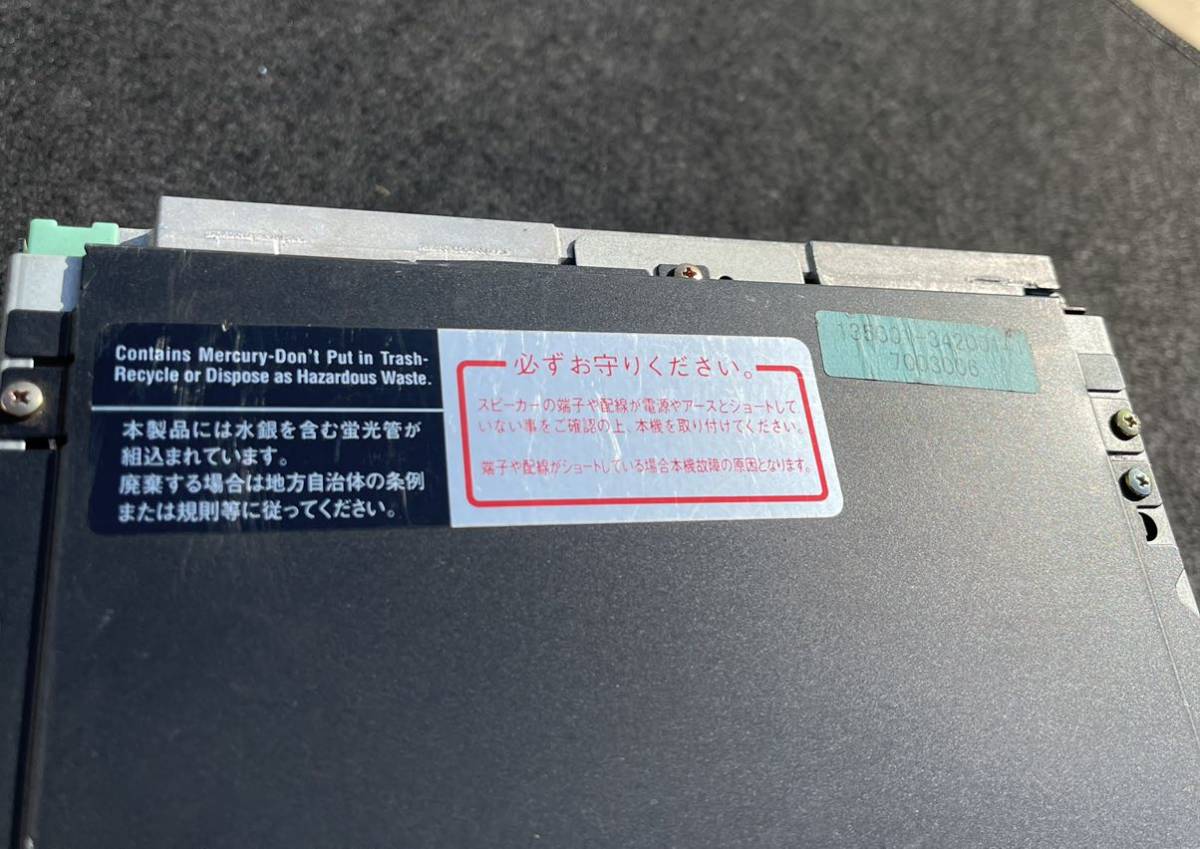 Contains Mercury-Don't Put in Trash-
Recycle or Dispose as Hazardous Waste.
本製品には水銀を含む蛍光管が
組込まれています。
廃棄する場合は地方自治体の条例
または規則等に従ってください。
必ずお守りください。
スピーカーの端子や配線が電源やアースとショートして
いない事をご確認の上、本機を取り付けてください。
端子や配線がショートしている場合本機故障の原因となります。
7003006